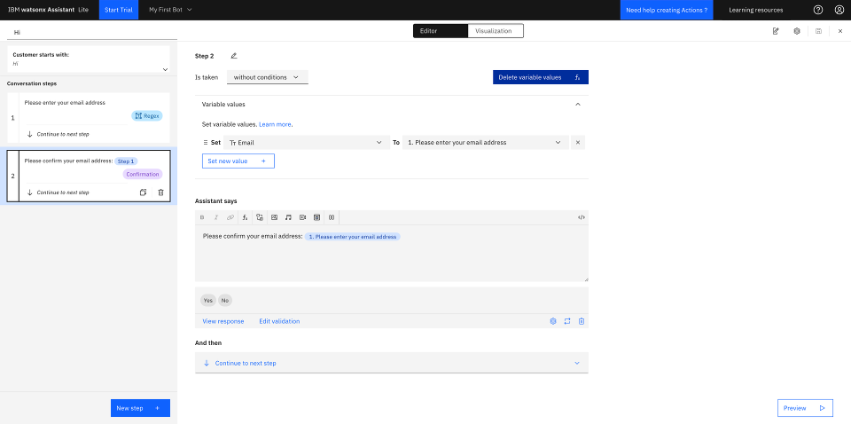 IBM watsonx Assistant Lite
Start Trial
My First Bot
Need help creating Actions ?
Learning resources
Hi
Editor
Visualization
Customer starts with:
Hi
Conversation steps
1
Please enter your email address
Regex
Continue to next step
2
Please confirm your email address: Step 1
Confirmation
Continue to next step
New step +
Step 2
Is taken
without conditions
Delete variable values
Variable values
Set variable values. Learn more.
Set
Email
To
1. Please enter your email address
Set new value +
Assistant says
Please confirm your email address: 1. Please enter your email address
Yes No
View response
Edit validation
And then
Continue to next step
Preview